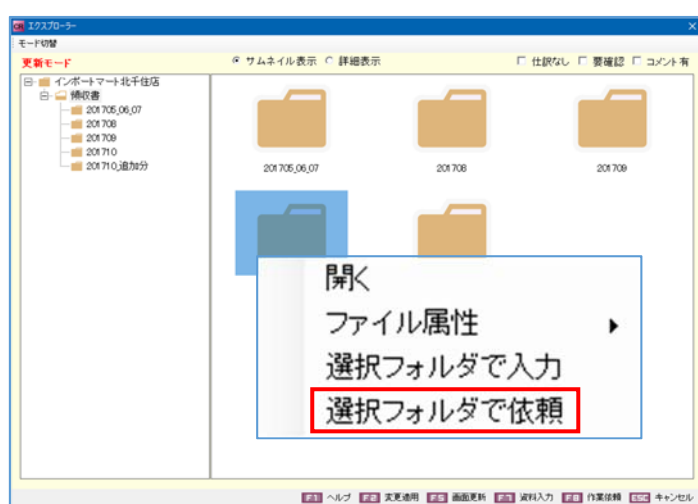 エクスプローラー
モード切替
更新モード
サムネイル表示 詳細表示 仕訳なし 要確認 コメント有
インポートマート北千住店
領収書
201705_06_07
201708
201709
201710
201710_追加分
201705_06_07 201708 201709
開く
ファイル属性
選択フォルダで入力
選択フォルダで依頼
F1 ヘルプ F2 変更適用 F5 画面更新 F7 資料入力 F8 作業依頼 ESC キャンセル